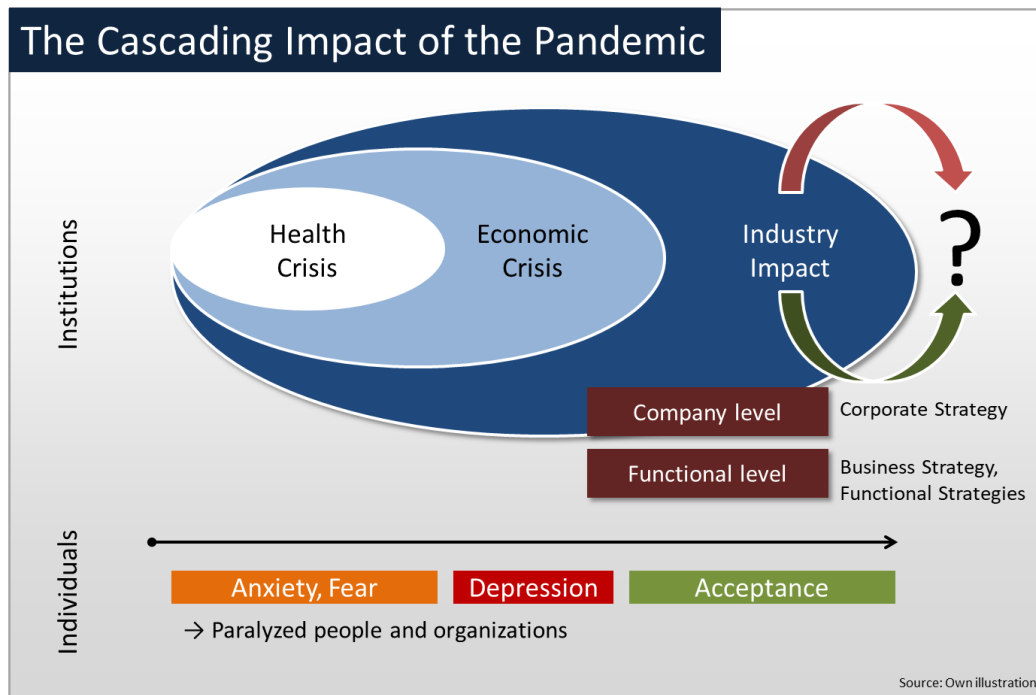 The Cascading Impact of the Pandemic
Institutions
Health
Crisis
Economic
Crisis
Industry
Impact
?
Company level
Corporate Strategy
Functional level
Business Strategy,
Functional Strategies
Individuals
Anxiety, Fear
Depression
Acceptance
→ Paralyzed people and organizations
Source: Own illustration